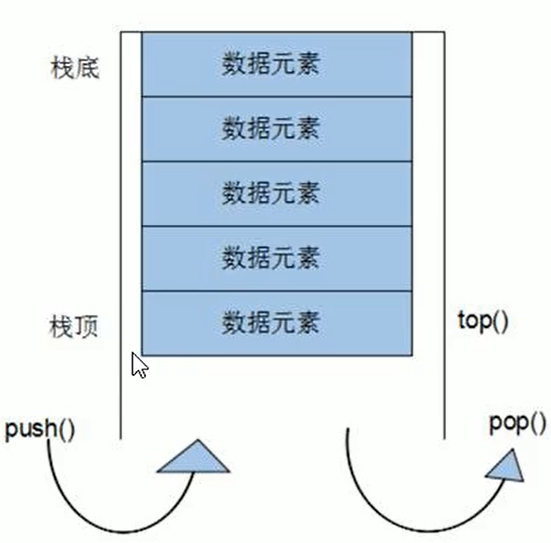 栈底
数据元素
数据元素
数据元素
数据元素
栈顶
数据元素
top()
push()
pop()